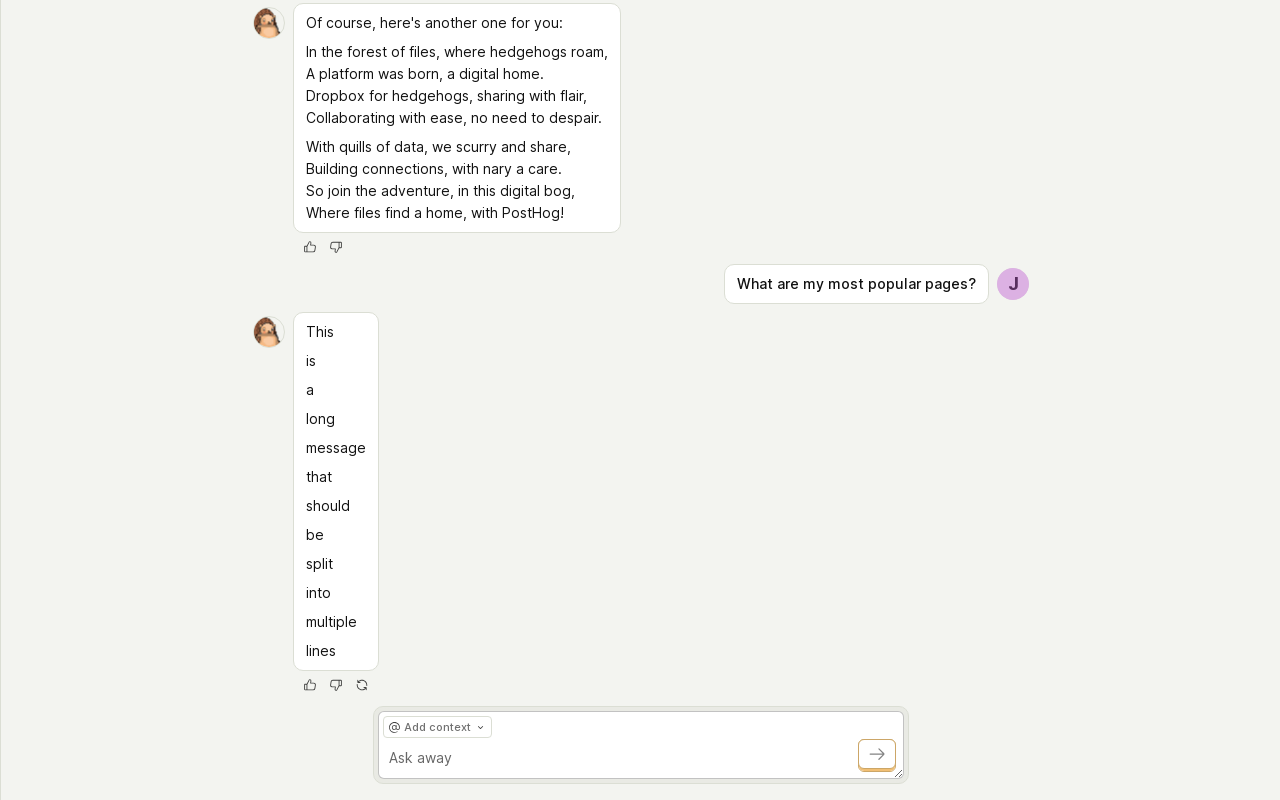 Of course, here's another one for you:
In the forest of files, where hedgehogs roam,
A platform was born, a digital home.
Dropbox for hedgehogs, sharing with flair,
Collaborating with ease, no need to despair.
With quills of data, we scurry and share,
Building connections, with nary a care.
So join the adventure, in this digital bog,
Where files find a home, with PostHog!
What are my most popular pages?
J
This
is
a
long
message
that
should
be
split
into
multiple
lines
@ Add context
Ask away